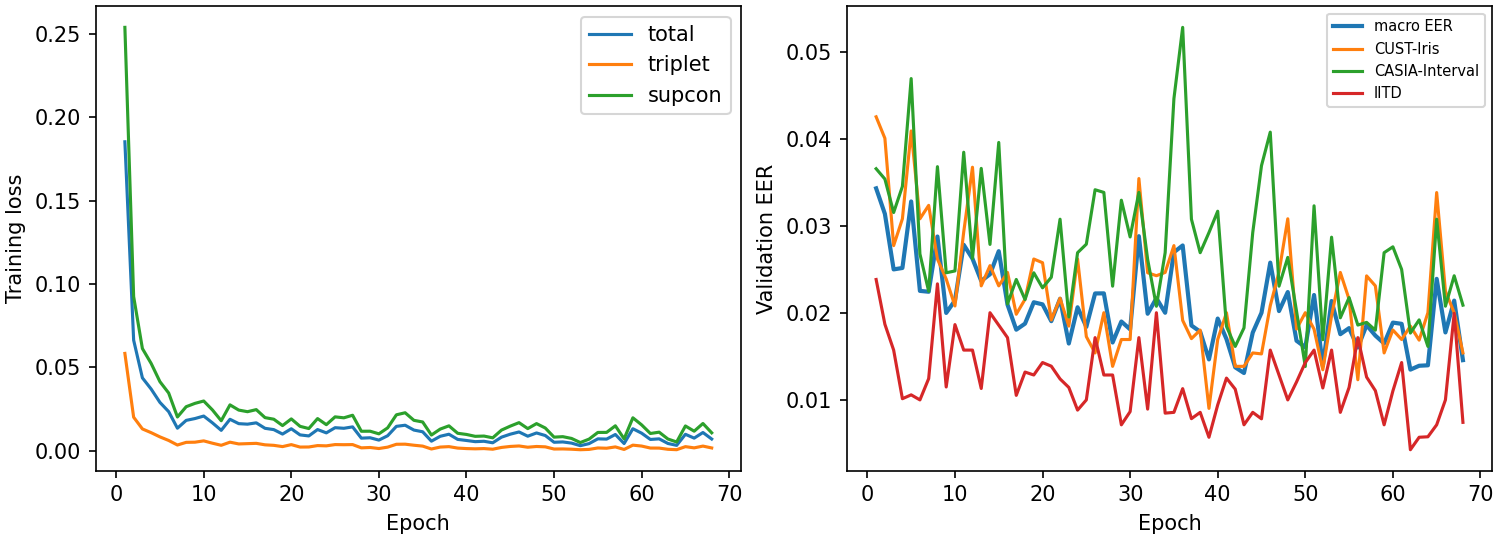 Training loss
0.25
0.20
0.15
0.10
0.05
0.00
0
10
20
30
40
50
60
70
Epoch
total
triplet
supcon
Validation EER
0.05
0.04
0.03
0.02
0.01
0
10
20
30
40
50
60
70
Epoch
macro EER
CUST-Iris
CASIA-Interval
IITD